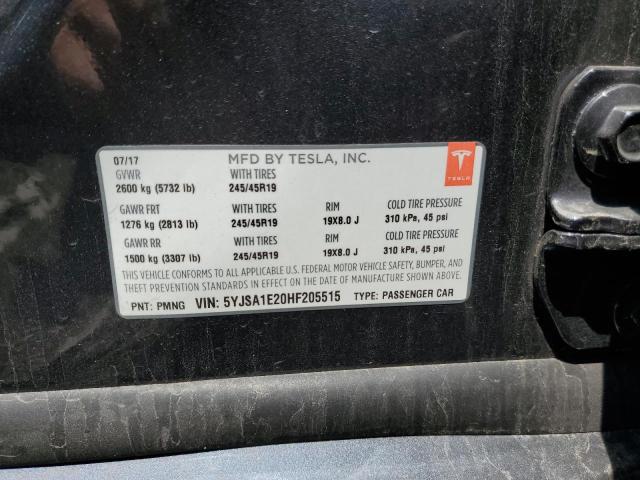 07/17 MFD BY TESLA, INC.
GVWR WITH TIRES
2600 kg (5732 lb) 245/45R19
TESLA
GAWR FRT WITH TIRES RIM COLD TIRE PRESSURE
1276 kg (2813 lb) 245/45R19 19X8.0 J 310 kPa, 45 psi
GAWR RR WITH TIRES RIM COLD TIRE PRESSURE
1500 kg (3307 lb) 245/45R19 19X8.0 J 310 kPa, 45 psi
THIS VEHICLE CONFORMS TO ALL APPLICABLE U.S. FEDERAL MOTOR VEHICLE SAFETY, BUMPER, AND
THEFT PREVENTION STANDARDS IN EFFECT ON THE DATE OF MANUFACTURE SHOWN ABOVE.
PNT: PMNG VIN: 5YJSA1E20HF205515 TYPE: PASSENGER CAR